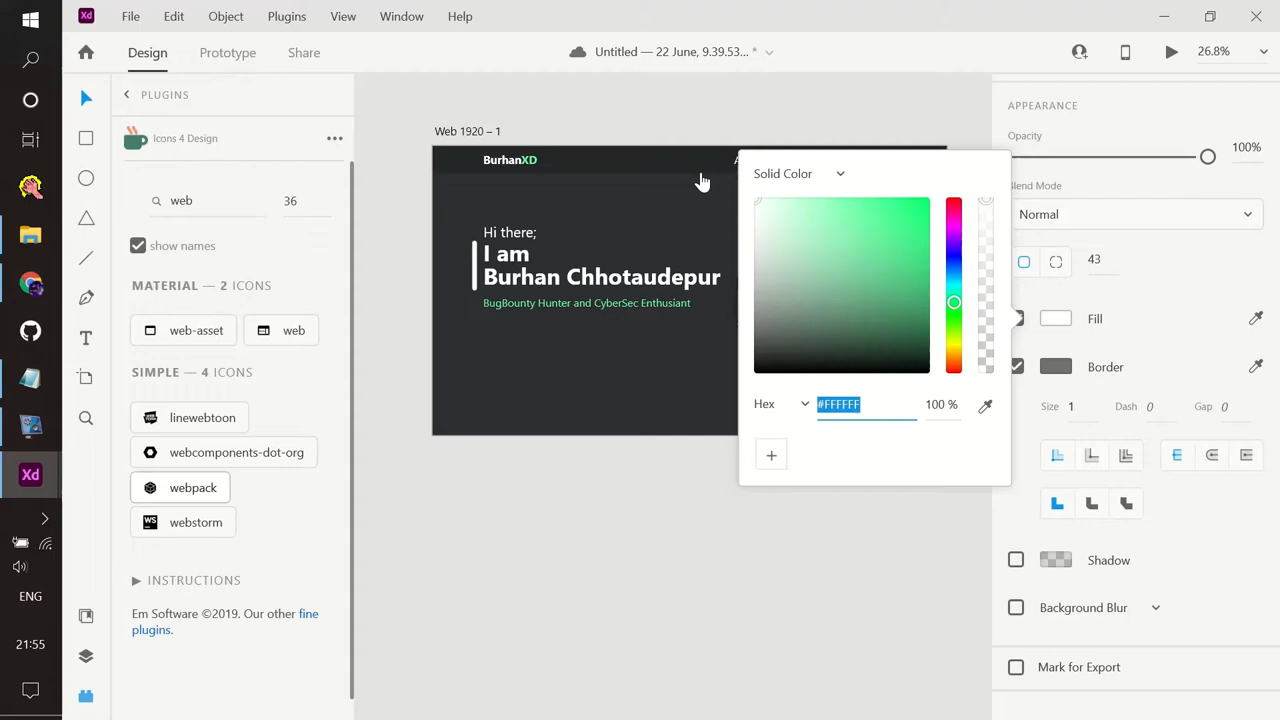 File Edit Object Plugins View Window Help
Design Prototype Share
Untitled — 22 June, 9.39.53... *
26.8%
PLUGINS
Icons 4 Design
web 36
show names
MATERIAL — 2 ICONS
web-asset web
SIMPLE — 4 ICONS
linewebtoon
webcomponents-dot-org
webpack
webstorm
INSTRUCTIONS
Em Software ©2019. Our other fine
plugins.
Web 1920 – 1
BurhanXD
Hi there;
I am
Burhan Chhotaudepur
BugBounty Hunter and CyberSec Enthusiant
Solid Color
Hex #FFFFFF 100 %
APPEARANCE
Opacity
100%
Blend Mode
Normal
43
Fill
Border
Size 1 Dash 0 Gap 0
Shadow
Background Blur
Mark for Export
Xd
ENG
21:55